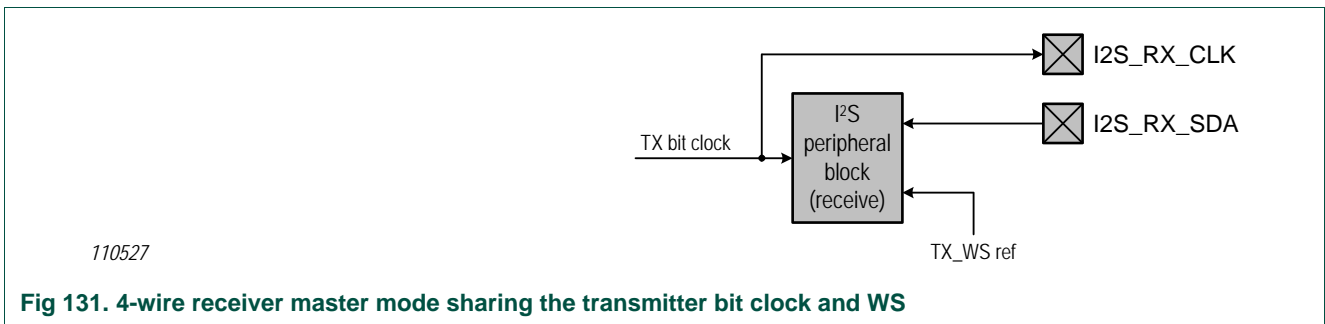 I2S_RX_CLK
I2S
peripheral
block
(receive)
I2S_RX_SDA
TX bit clock
TX_WS ref
110527
Fig 131. 4-wire receiver master mode sharing the transmitter bit clock and WS